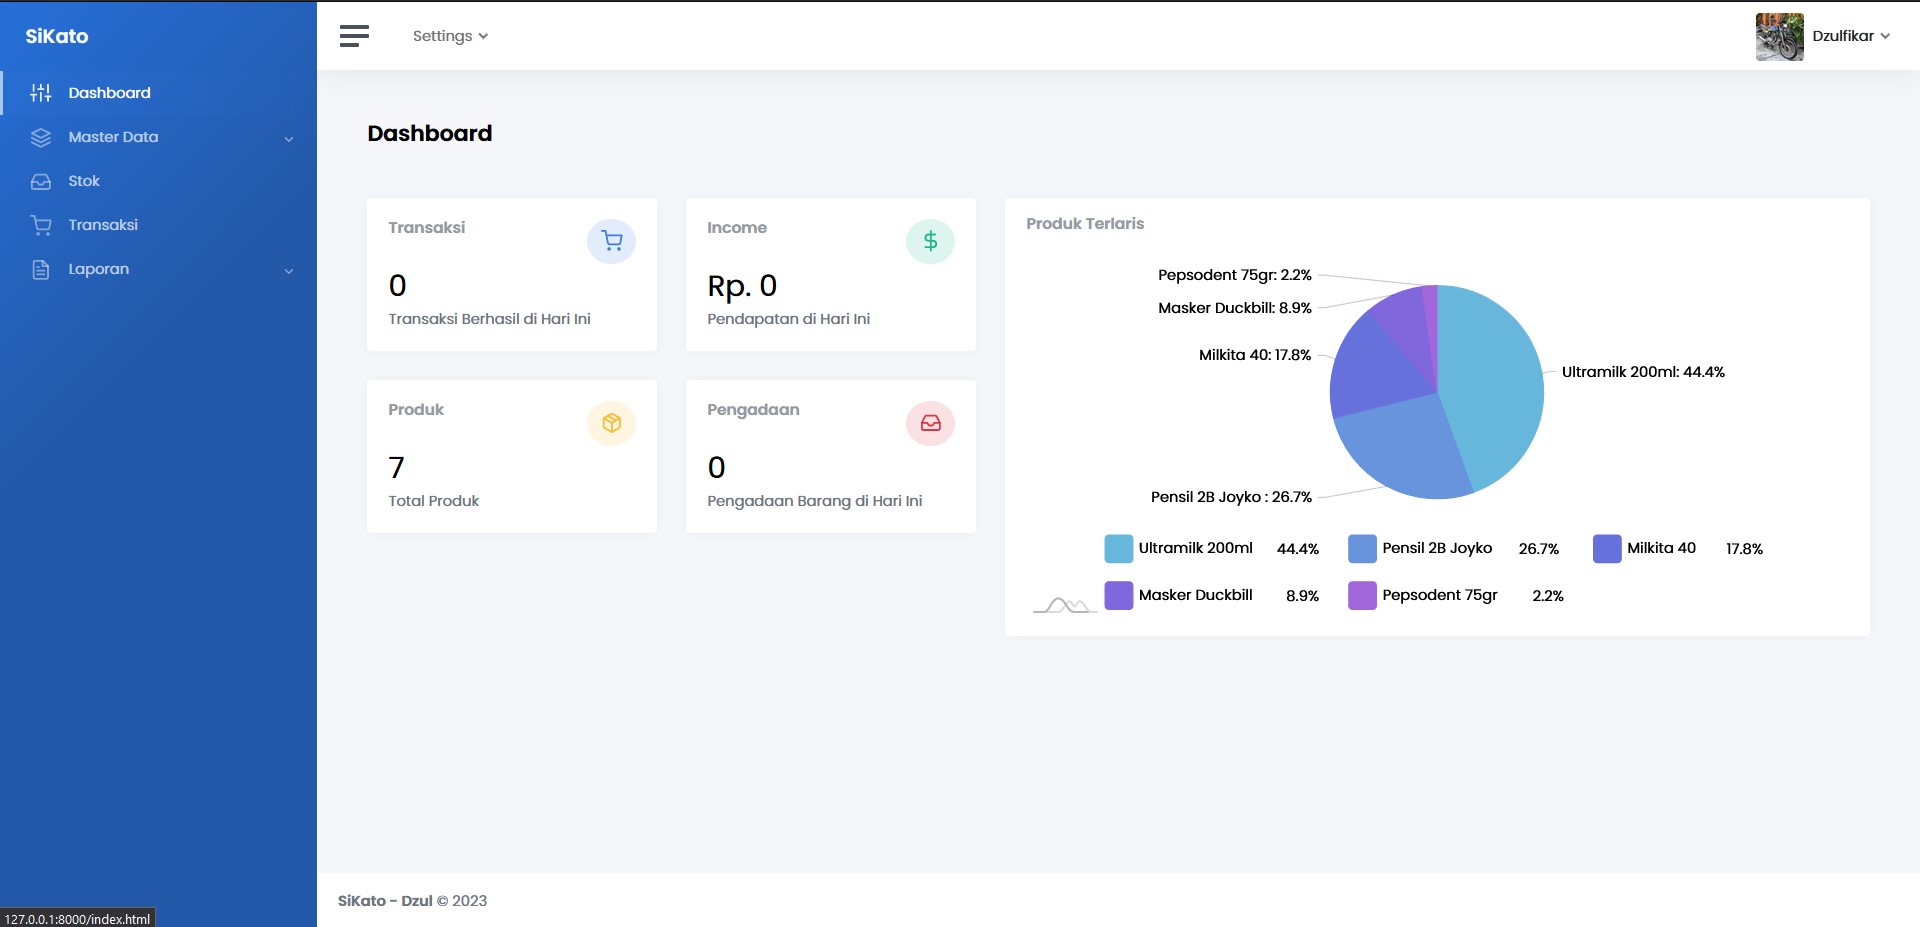 SiKato
Settings
Dzulfikar
Dashboard
Master Data
Stok
Transaksi
Laporan
Dashboard
Transaksi
0
Transaksi Berhasil di Hari Ini
Income
Rp. 0
Pendapatan di Hari Ini
Produk
7
Total Produk
Pengadaan
0
Pengadaan Barang di Hari Ini
Produk Terlaris
Pepsodent 75gr: 2.2%
Masker Duckbill: 8.9%
Milkita 40: 17.8%
Ultramilk 200ml: 44.4%
Pensil 2B Joyko : 26.7%
Ultramilk 200ml 44.4% Pensil 2B Joyko 26.7% Milkita 40 17.8%
Masker Duckbill 8.9% Pepsodent 75gr 2.2%
SiKato - Dzul © 2023
127.0.0.1:8000/index.html